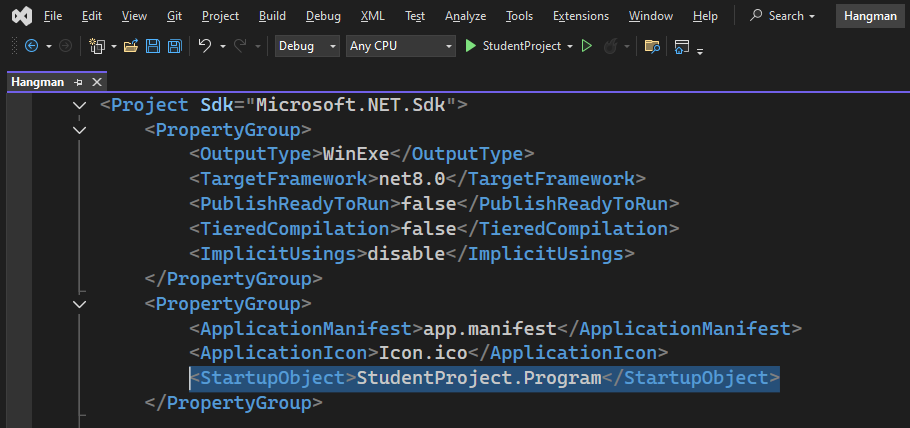 File Edit View Git Project Build Debug XML Test Analyze Tools Extensions Window Help Search Hangman
Debug Any CPU StudentProject
Hangman
<Project Sdk="Microsoft.NET.Sdk">
<PropertyGroup>
<OutputType>WinExe</OutputType>
<TargetFramework>net8.0</TargetFramework>
<PublishReadyToRun>false</PublishReadyToRun>
<TieredCompilation>false</TieredCompilation>
<ImplicitUsings>disable</ImplicitUsings>
</PropertyGroup>
<PropertyGroup>
<ApplicationManifest>app.manifest</ApplicationManifest>
<ApplicationIcon>Icon.ico</ApplicationIcon>
<StartupObject>StudentProject.Program</StartupObject>
</PropertyGroup>